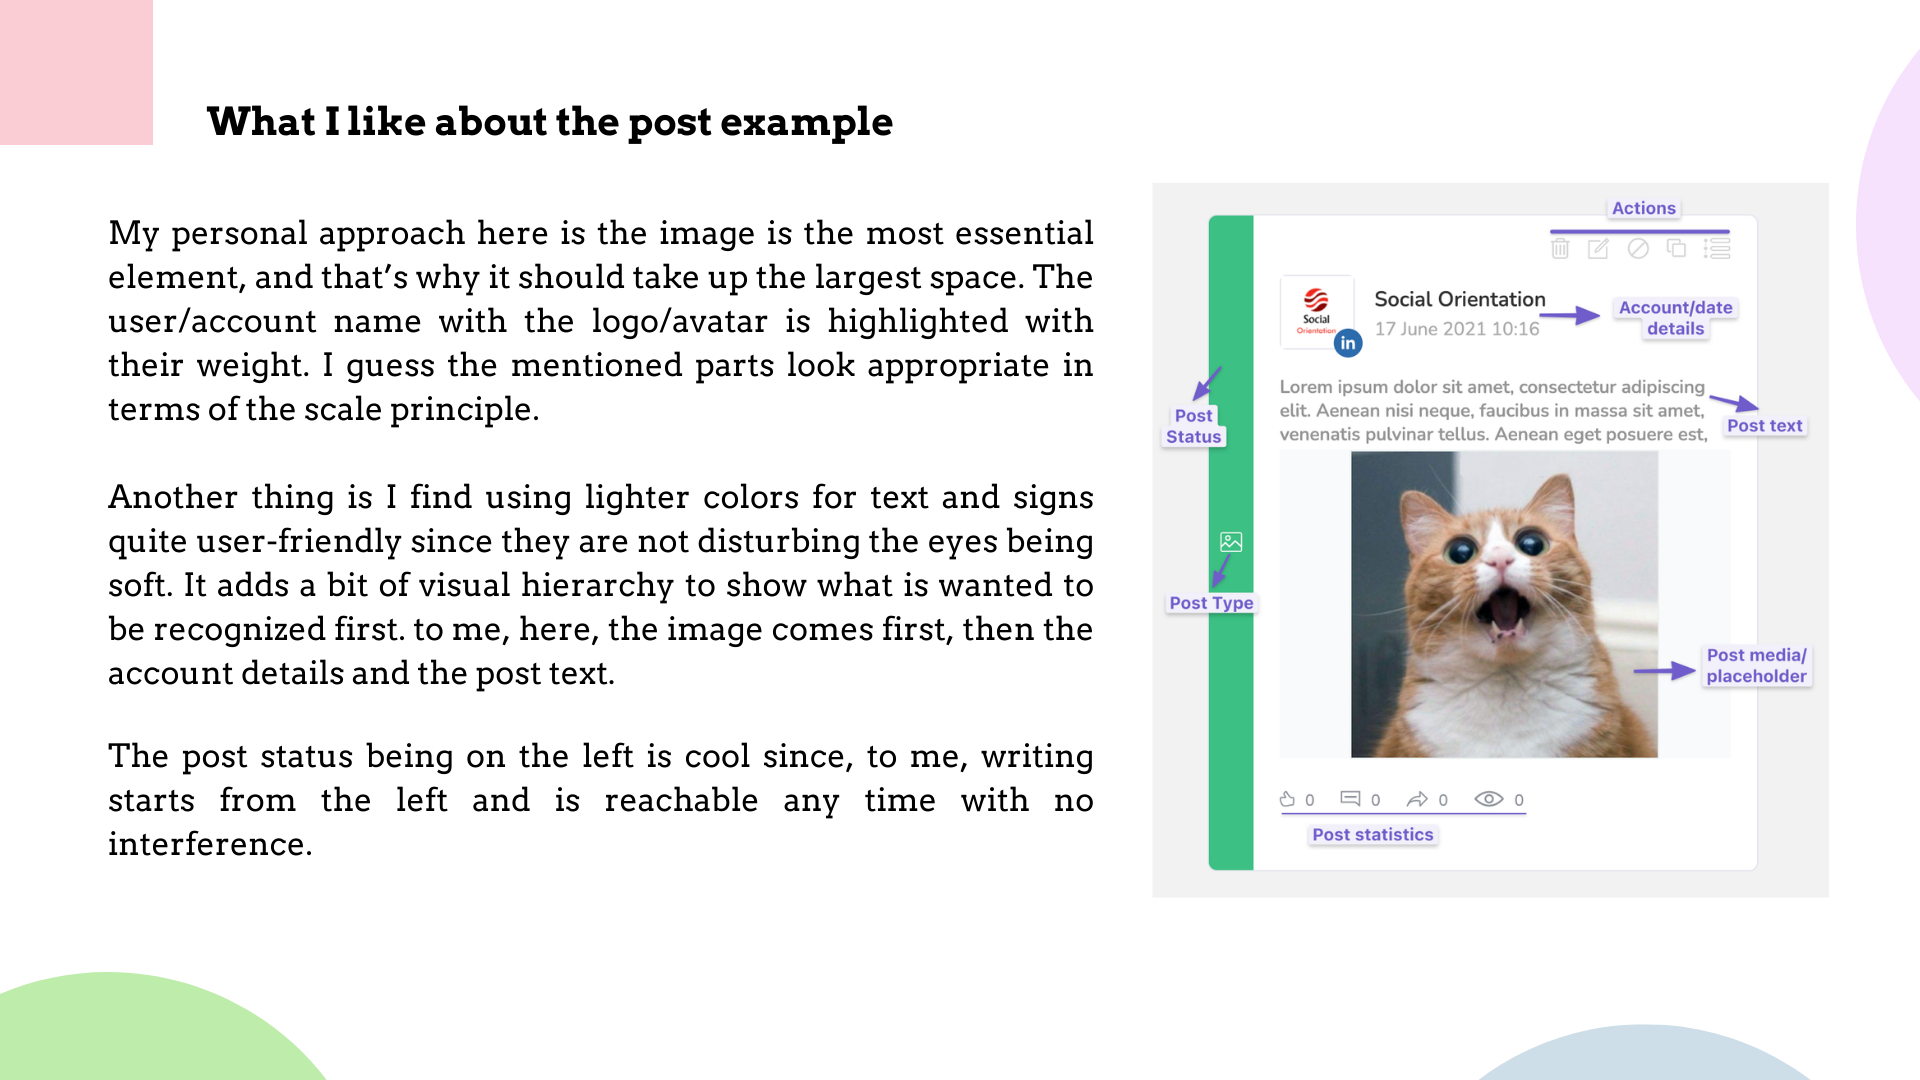 What I like about the post example
My personal approach here is the image is the most essential
element, and that’s why it should take up the largest space. The
user/account name with the logo/avatar is highlighted with
their weight. I guess the mentioned parts look appropriate in
terms of the scale principle.
Another thing is I find using lighter colors for text and signs
quite user-friendly since they are not disturbing the eyes being
soft. It adds a bit of visual hierarchy to show what is wanted to
be recognized first. to me, here, the image comes first, then the
account details and the post text.
The post status being on the left is cool since, to me, writing
starts from the left and is reachable any time with no
interference.
Actions
Social
Orientation
in
Social Orientation
17 June 2021 10:16
Account/date
details
Lorem ipsum dolor sit amet, consectetur adipiscing
elit. Aenean nisi neque, faucibus in massa sit amet,
venenatis pulvinar tellus. Aenean eget posuere est,
Post text
Post
Status
Post Type
Post media/
placeholder
0 0 0 0
Post statistics